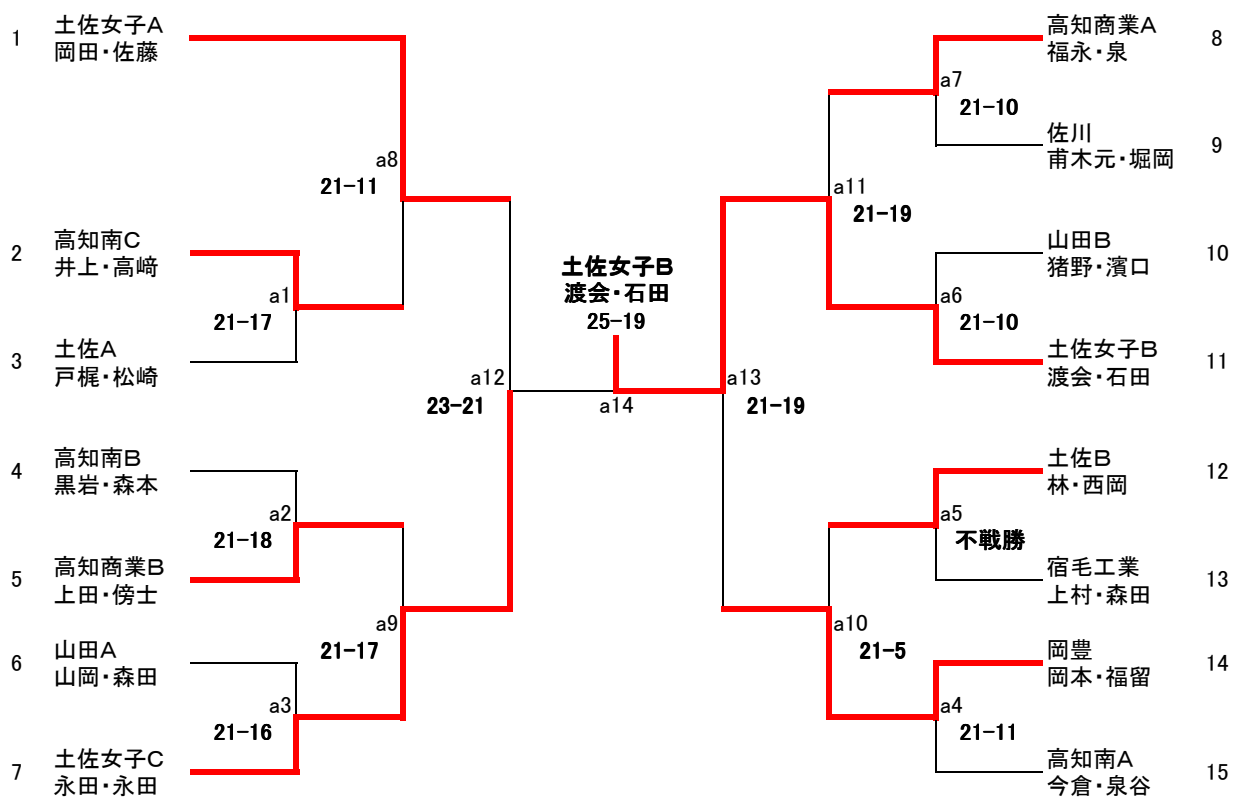 1
土佐女子A
岡田・佐藤
a8
21-11
2
高知南C
井上・高﨑
a1
21-17
3
土佐A
戸梶・松崎
a12
23-21
4
高知南B
黒岩・森本
a2
21-18
5
高知商業B
上田・傍士
a9
21-17
6
山田A
山岡・森田
a3
21-16
7
土佐女子C
永田・永田
土佐女子B
渡会・石田
25-19
a14
高知商業A
福永・泉
8
a7
21-10
佐川
甫木元・堀岡
9
a11
21-19
山田B
猪野・濱口
10
a6
21-10
土佐女子B
渡会・石田
11
a13
21-19
土佐B
林・西岡
12
a5
不戦勝
宿毛工業
上村・森田
13
a10
21-5
岡豊
岡本・福留
14
a4
21-11
高知南A
今倉・泉谷
15